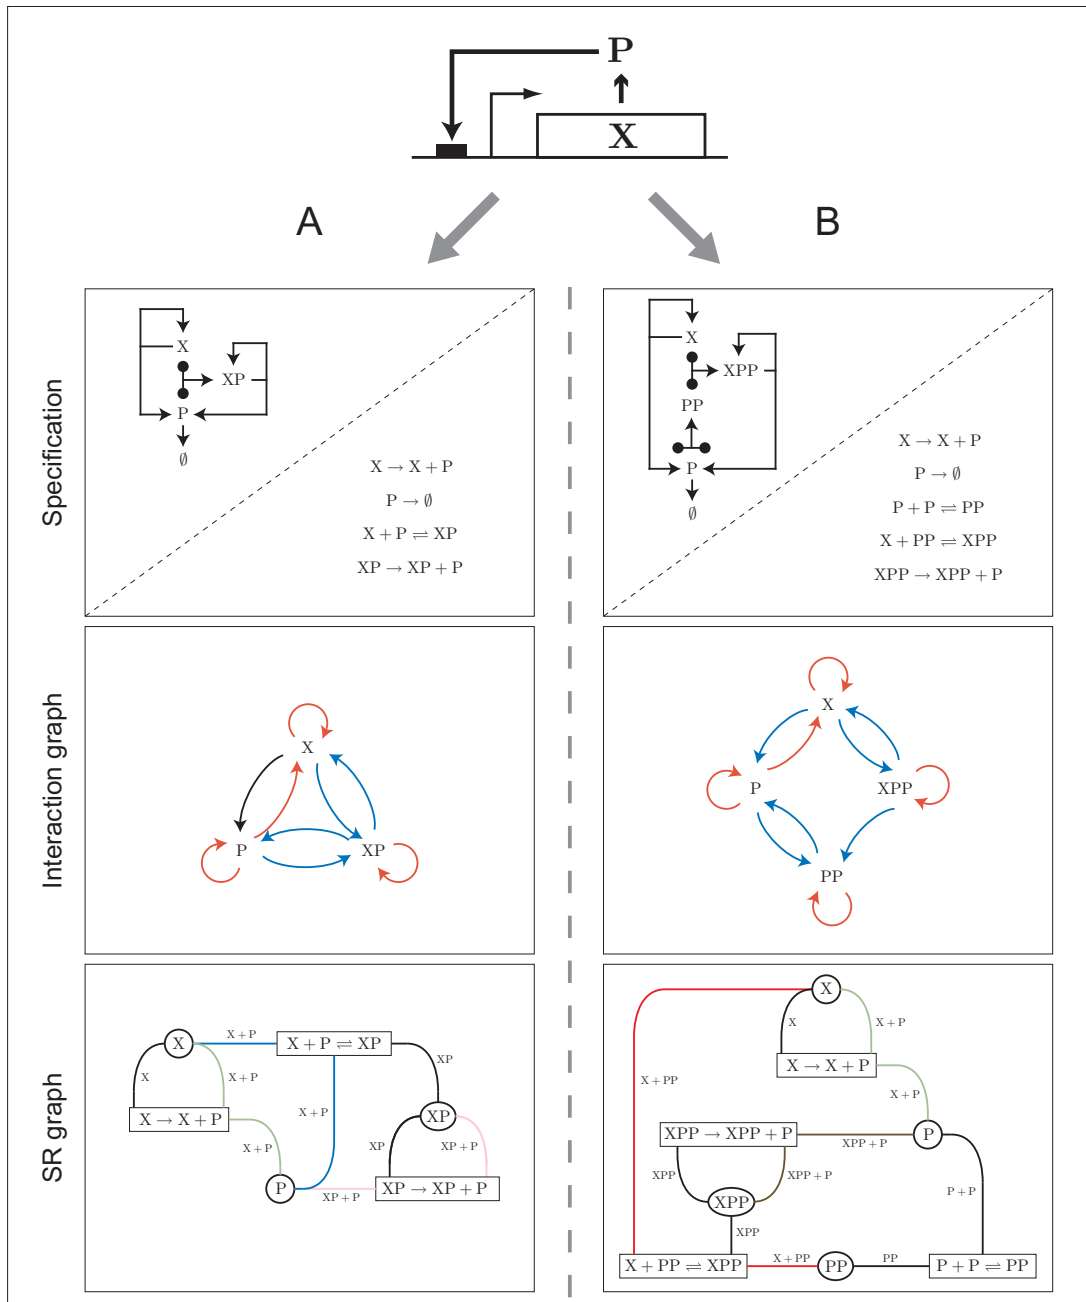 P
X
A
B
Specification
X
XP
P
∅
X → X + P
P → ∅
X + P ⇌ XP
XP → XP + P
X
XPP
PP
P
∅
X → X + P
P → ∅
P + P ⇌ PP
X + PP ⇌ XPP
XPP → XPP + P
Interaction graph
X
P
XP
X
P
XPP
PP
SR graph
X
X + P
X + P ⇌ XP
XP
X
X + P
X + P
X → X + P
X + P
XP
XP
XP + P
P
XP + P
XP → XP + P
X
X
X + P
X → X + P
X + PP
X + P
XPP → XPP + P
XPP + P
P
XPP
XPP + P
P + P
XPP
XPP
X + PP ⇌ XPP
X + PP
PP
PP
P + P ⇌ PP